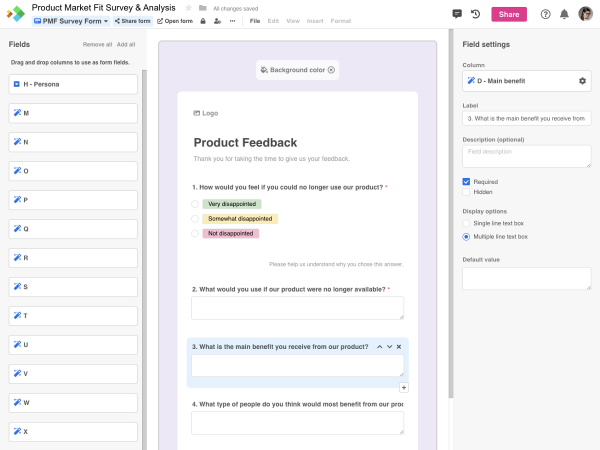 Product Market Fit Survey & Analysis
All changes saved
PMF Survey Form
Share form
Open form
File
Edit
View
Insert
Format
Share
Fields
Remove all
Add all
Drag and drop columns to use as form fields.
H - Persona
M
N
O
P
Q
R
S
T
U
V
W
X
Background color
Logo
Product Feedback
Thank you for taking the time to give us your feedback.
1. How would you feel if you could no longer use our product? *
Very disappointed
Somewhat disappointed
Not disappointed
Please help us understand why you chose this answer.
2. What would you use if our product were no longer available? *
3. What is the main benefit you receive from our product?
4. What type of people do you think would most benefit from our proc
Field settings
Column
D - Main benefit
Label
3. What is the main benefit you receive from
Description (optional)
Field description
Required
Hidden
Display options
Single line text box
Multiple line text box
Default value